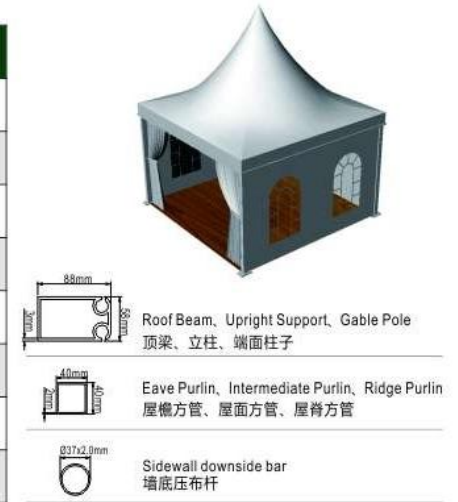 88mm
3mm
58mm
Roof Beam、Upright Support、Gable Pole
顶梁、立柱、端面柱子
40mm
2mm
40mm
Eave Purlin、Intermediate Purlin、Ridge Purlin
屋檐方管、屋面方管、屋脊方管
Ø37x2.0mm
Sidewall downside bar
墙底压布杆